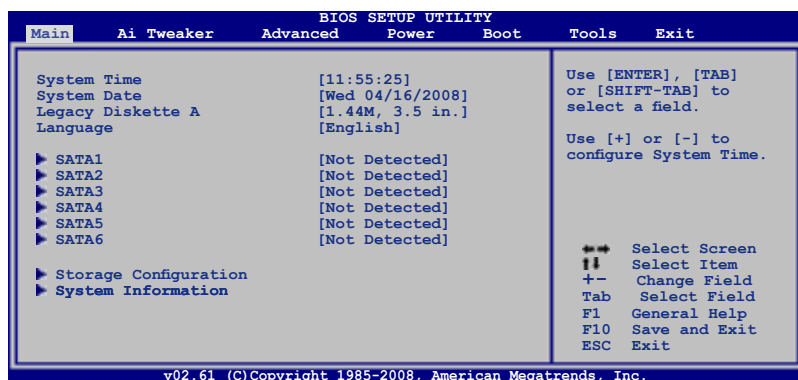 BIOS SETUP UTILITY
Main Ai Tweaker Advanced Power Boot Tools Exit
System Time [11:55:25]
System Date [Wed 04/16/2008]
Legacy Diskette A [1.44M, 3.5 in.]
Language [English]
SATA1 [Not Detected]
SATA2 [Not Detected]
SATA3 [Not Detected]
SATA4 [Not Detected]
SATA5 [Not Detected]
SATA6 [Not Detected]
Storage Configuration
System Information
Use [ENTER], [TAB]
or [SHIFT-TAB] to
select a field.
Use [+] or [-] to
configure System Time.
Select Screen
Select Item
+- Change Field
Tab Select Field
F1 General Help
F10 Save and Exit
ESC Exit
v02.61 (C)Copyright 1985-2008, American Megatrends, Inc.